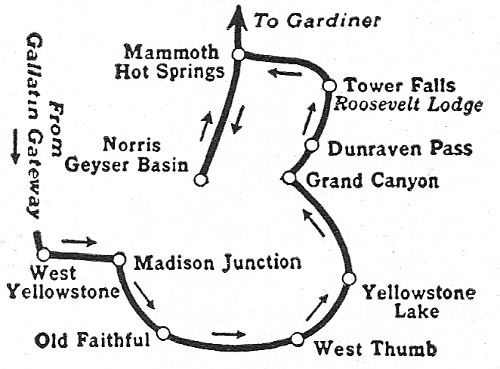 To Gardiner
Mammoth
Hot Springs
Tower Falls
Roosevelt Lodge
From
Gallatin Gateway
Norris
Geyser Basin
Dunraven Pass
Grand Canyon
West
Yellowstone
Madison Junction
Yellowstone
Lake
Old Faithful
West Thumb